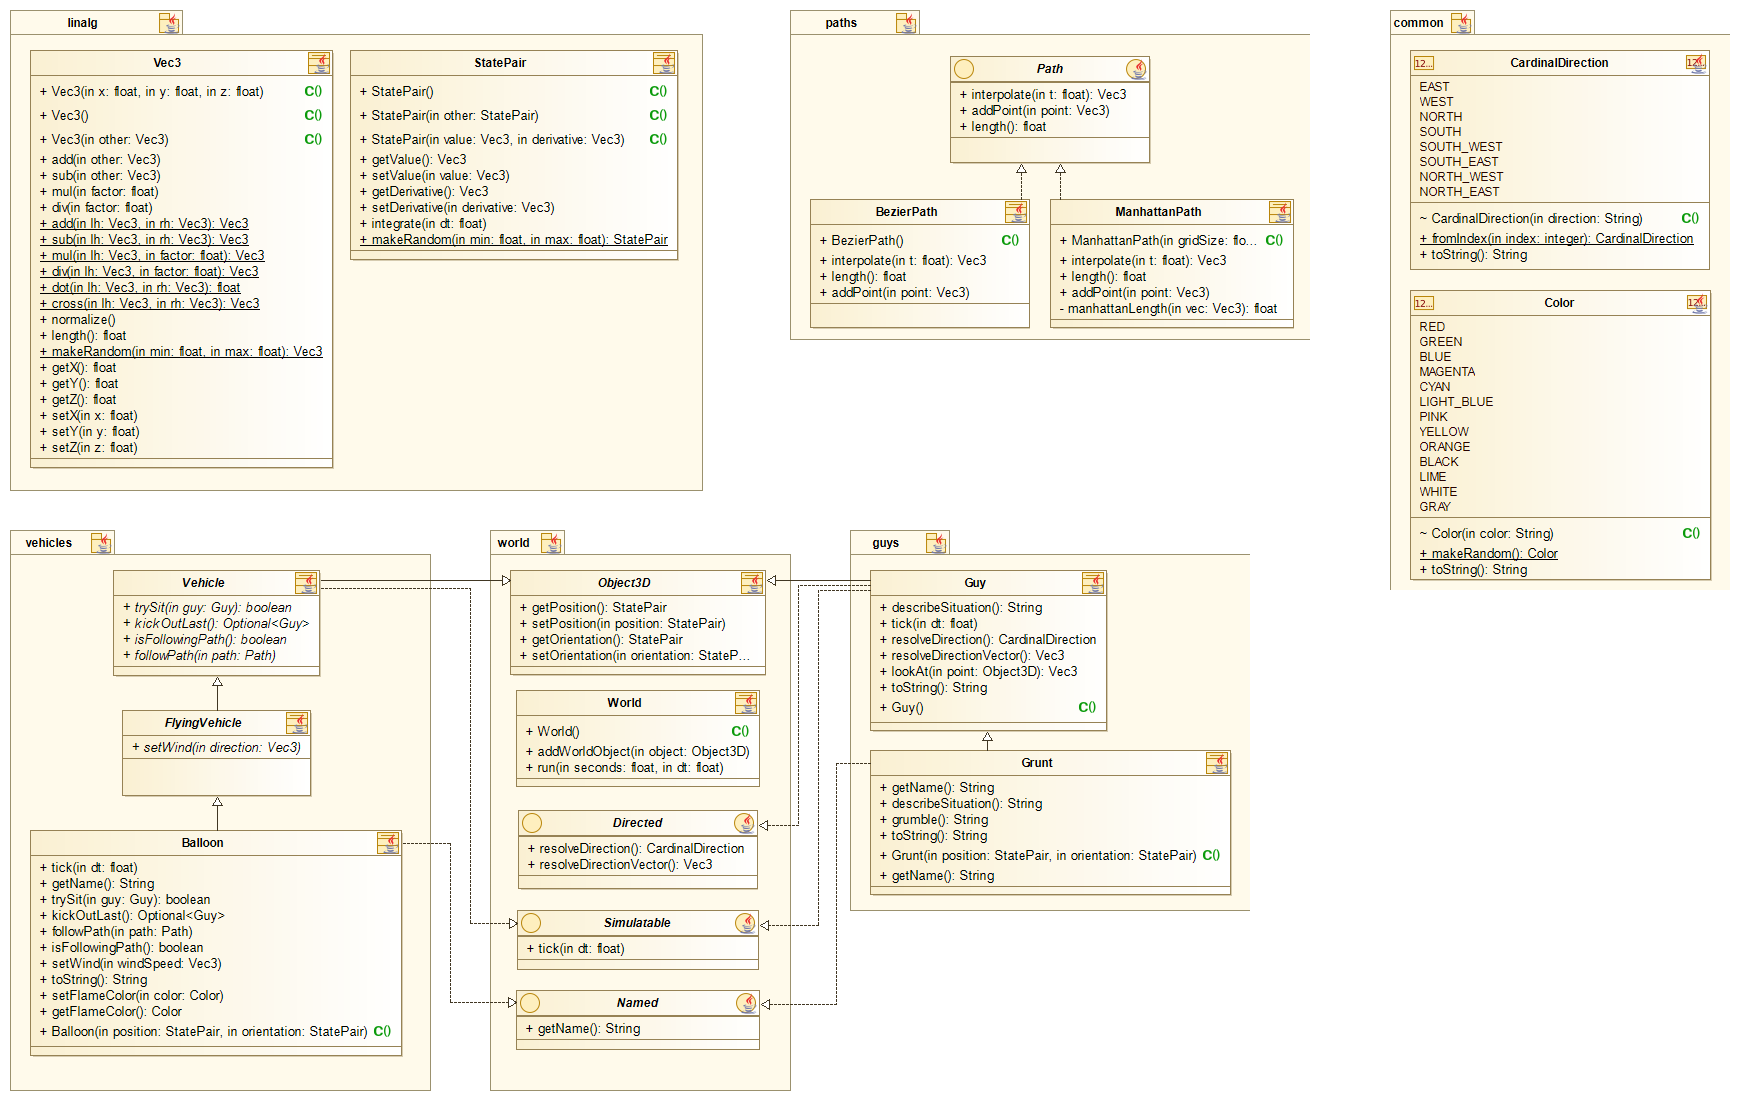 linalg
Vec3
+ Vec3(in x: float, in y: float, in z: float) C()
+ Vec3() C()
+ Vec3(in other: Vec3) C()
+ add(in other: Vec3)
+ sub(in other: Vec3)
+ mul(in factor: float)
+ div(in factor: float)
+ add(in lh: Vec3, in rh: Vec3): Vec3
+ sub(in lh: Vec3, in rh: Vec3): Vec3
+ mul(in lh: Vec3, in factor: float): Vec3
+ div(in lh: Vec3, in factor: float): Vec3
+ dot(in lh: Vec3, in rh: Vec3): float
+ cross(in lh: Vec3, in rh: Vec3): Vec3
+ normalize()
+ length(): float
+ makeRandom(in min: float, in max: float): Vec3
+ getX(): float
+ getY(): float
+ getZ(): float
+ setX(in x: float)
+ setY(in y: float)
+ setZ(in z: float)
StatePair
+ StatePair() C()
+ StatePair(in other: StatePair) C()
+ StatePair(in value: Vec3, in derivative: Vec3) C()
+ getValue(): Vec3
+ setValue(in value: Vec3)
+ getDerivative(): Vec3
+ setDerivative(in derivative: Vec3)
+ integrate(in dt: float)
+ makeRandom(in min: float, in max: float): StatePair
paths
Path
+ interpolate(in t: float): Vec3
+ addPoint(in point: Vec3)
+ length(): float
BezierPath
+ BezierPath() C()
+ interpolate(in t: float): Vec3
+ length(): float
+ addPoint(in point: Vec3)
ManhattanPath
+ ManhattanPath(in gridSize: flo... C()
+ interpolate(in t: float): Vec3
+ length(): float
+ addPoint(in point: Vec3)
- manhattanLength(in vec: Vec3): float
common
12... CardinalDirection 12...
EAST
WEST
NORTH
SOUTH
SOUTH_WEST
SOUTH_EAST
NORTH_WEST
NORTH_EAST
~ CardinalDirection(in direction: String) C()
+ fromIndex(in index: integer): CardinalDirection
+ toString(): String
12... Color 12...
RED
GREEN
BLUE
MAGENTA
CYAN
LIGHT_BLUE
PINK
YELLOW
ORANGE
BLACK
LIME
WHITE
GRAY
~ Color(in color: String) C()
+ makeRandom(): Color
+ toString(): String
vehicles
Vehicle
+ trySit(in guy: Guy): boolean
+ kickOutLast(): Optional<Guy>
+ isFollowingPath(): boolean
+ followPath(in path: Path)
FlyingVehicle
+ setWind(in direction: Vec3)
Balloon
+ tick(in dt: float)
+ getName(): String
+ trySit(in guy: Guy): boolean
+ kickOutLast(): Optional<Guy>
+ followPath(in path: Path)
+ isFollowingPath(): boolean
+ setWind(in windSpeed: Vec3)
+ toString(): String
+ setFlameColor(in color: Color)
+ getFlameColor(): Color
+ Balloon(in position: StatePair, in orientation: StatePair) C()
world
Object3D
+ getPosition(): StatePair
+ setPosition(in position: StatePair)
+ getOrientation(): StatePair
+ setOrientation(in orientation: StateP...
World
+ World() C()
+ addWorldObject(in object: Object3D)
+ run(in seconds: float, in dt: float)
Directed
+ resolveDirection(): CardinalDirection
+ resolveDirectionVector(): Vec3
Simulatable
+ tick(in dt: float)
Named
+ getName(): String
guys
Guy
+ describeSituation(): String
+ tick(in dt: float)
+ resolveDirection(): CardinalDirection
+ resolveDirectionVector(): Vec3
+ lookAt(in point: Object3D): Vec3
+ toString(): String
+ Guy() C()
Grunt
+ getName(): String
+ describeSituation(): String
+ grumble(): String
+ toString(): String
+ Grunt(in position: StatePair, in orientation: StatePair) C()
+ getName(): String